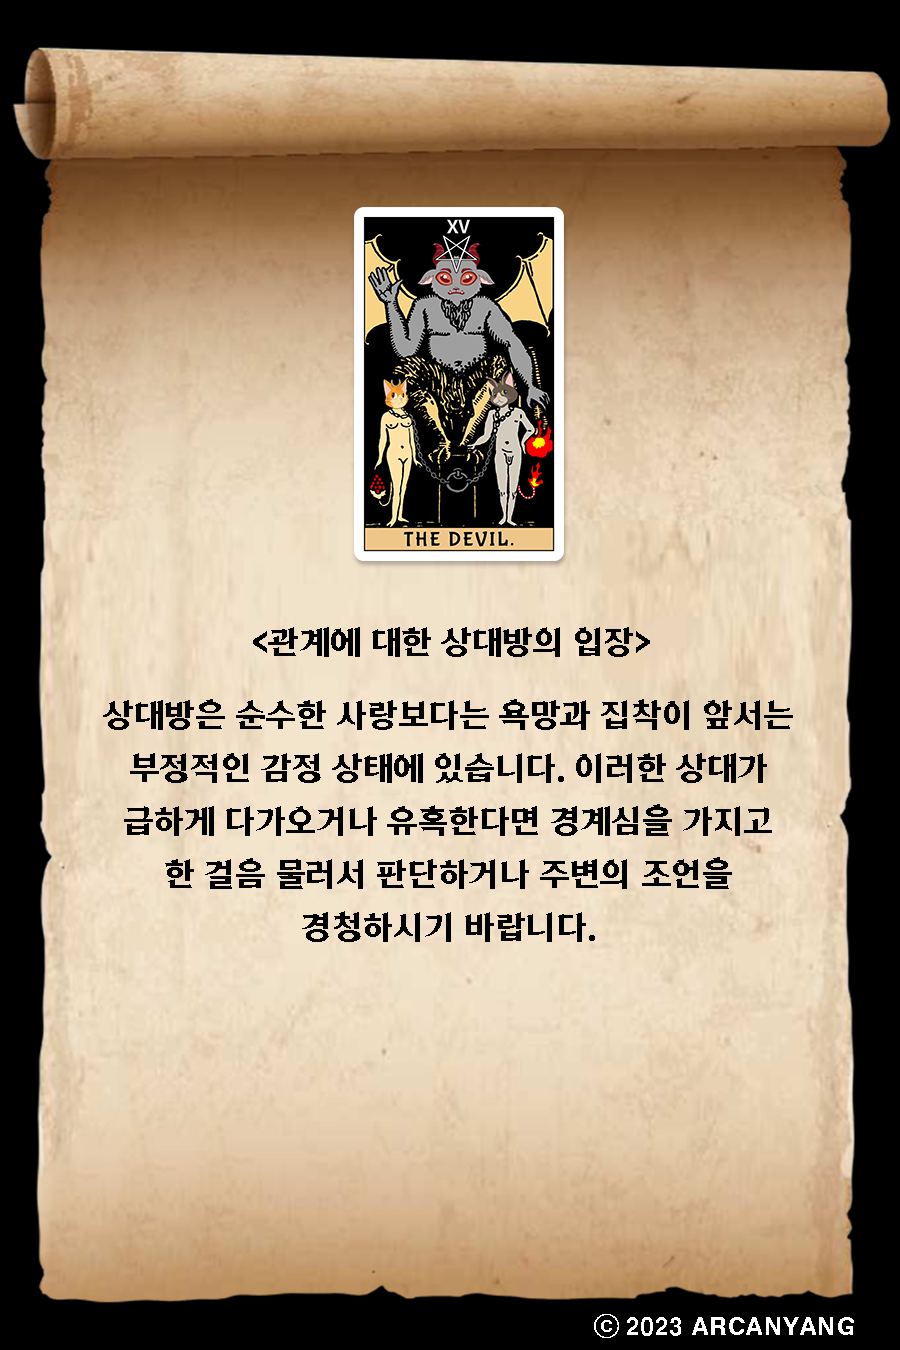 XV
THE DEVIL.
<관계에 대한 상대방의 입장>
상대방은 순수한 사랑보다는 욕망과 집착이 앞서는
부정적인 감정 상태에 있습니다. 이러한 상대가
급하게 다가오거나 유혹한다면 경계심을 가지고
한 걸음 물러서 판단하거나 주변의 조언을
경청하시기 바랍니다.
ⓒ 2023 ARCANYANG